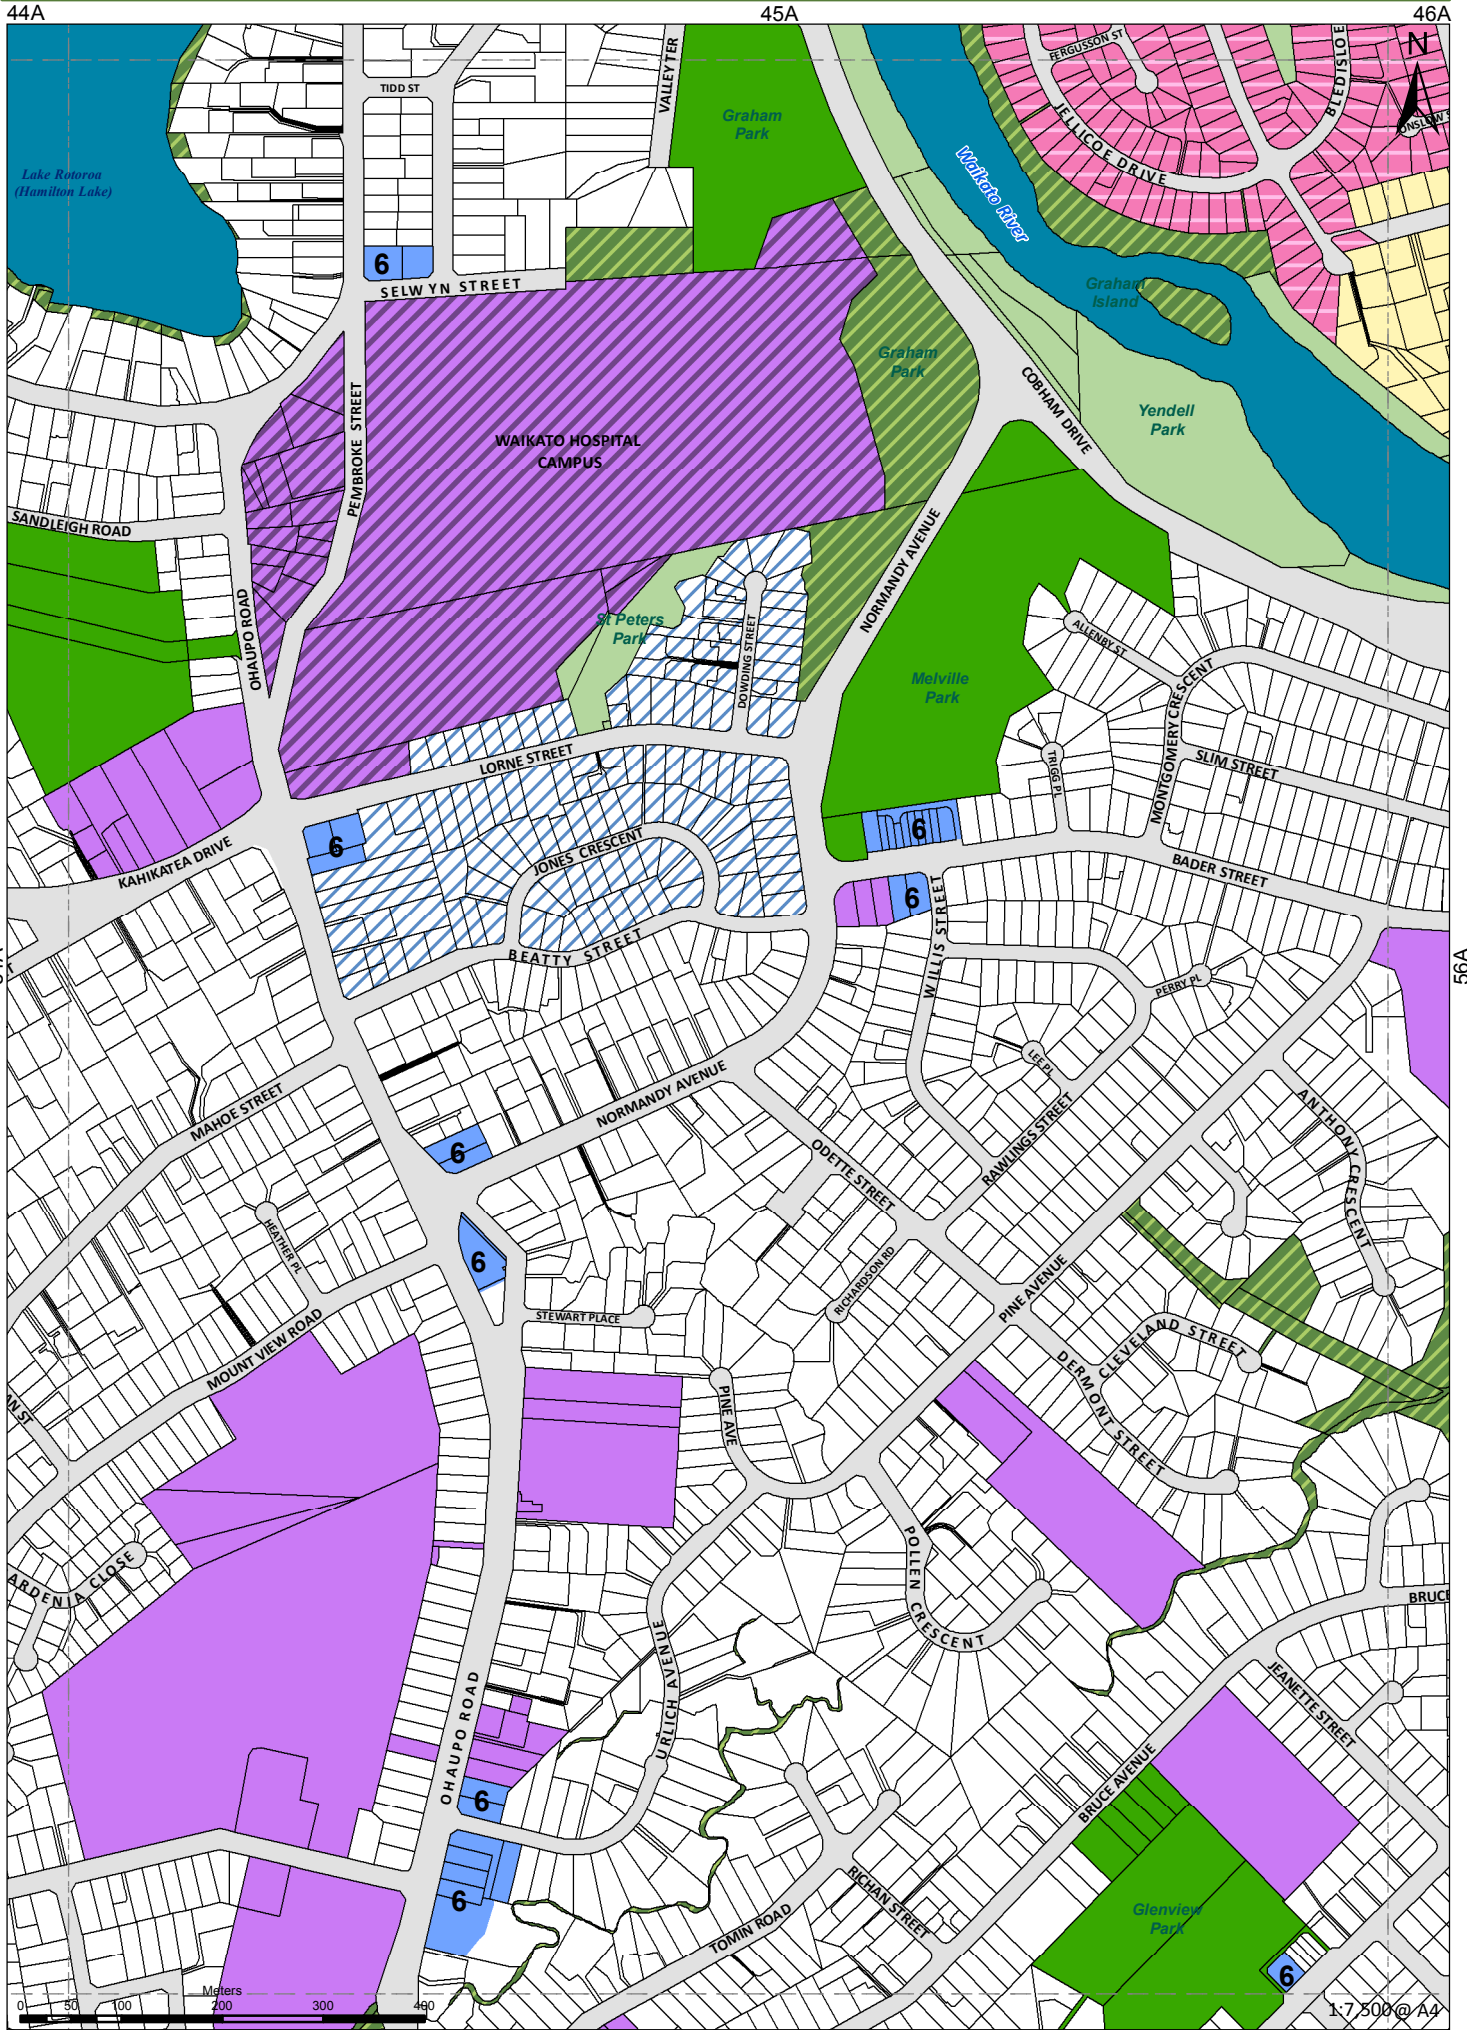 44A
45A
46A
N
TIDD ST
VALLEY TER
Graham
Park
FERGUSSON ST
BLEDISLOE
JELLICOE DRIVE
Lake Rotoroa
(Hamilton Lake)
Waikato River
6
SELWYN STREET
Graham
Island
Graham
Park
COBHAM DRIVE
Yendell
Park
PEMBROKE STREET
WAIKATO HOSPITAL
CAMPUS
SANDLEIGH ROAD
NORMANDY AVENUE
OHAUPO ROAD
St Peters
Park
DOWDING STREET
ALLENBY ST
Melville
Park
MONTGOMERY CRESCENT
LORNE STREET
TRIGG PL
SLIM STREET
6
6
JONES CRESCENT
KAHIKATEA DRIVE
BADER STREET
6
WILLIS STREET
BEATTY STREET
56A
PERRY PL
LEE PL
MAHOE STREET
NORMANDY AVENUE
ANTHONY CRESCENT
6
ODETTE STREET
RAWLINGS STREET
HEATHER PL
6
RICHARDSON RD
PINE AVENUE
STEWART PLACE
MOUNT VIEW ROAD
CLEVELAND STREET
DERMONT STREET
PINE AVE
ARDENIA CLOSE
POLLEN CRESCENT
BRUCE
URLICH AVENUE
OHAUPO ROAD
JEANETTE STREET
BRUCE AVENUE
6
6
RICHAN STREET
TOMIN ROAD
Glenview
Park
6
Meters
0 50 100 200 300 400
1:7,500@ A4